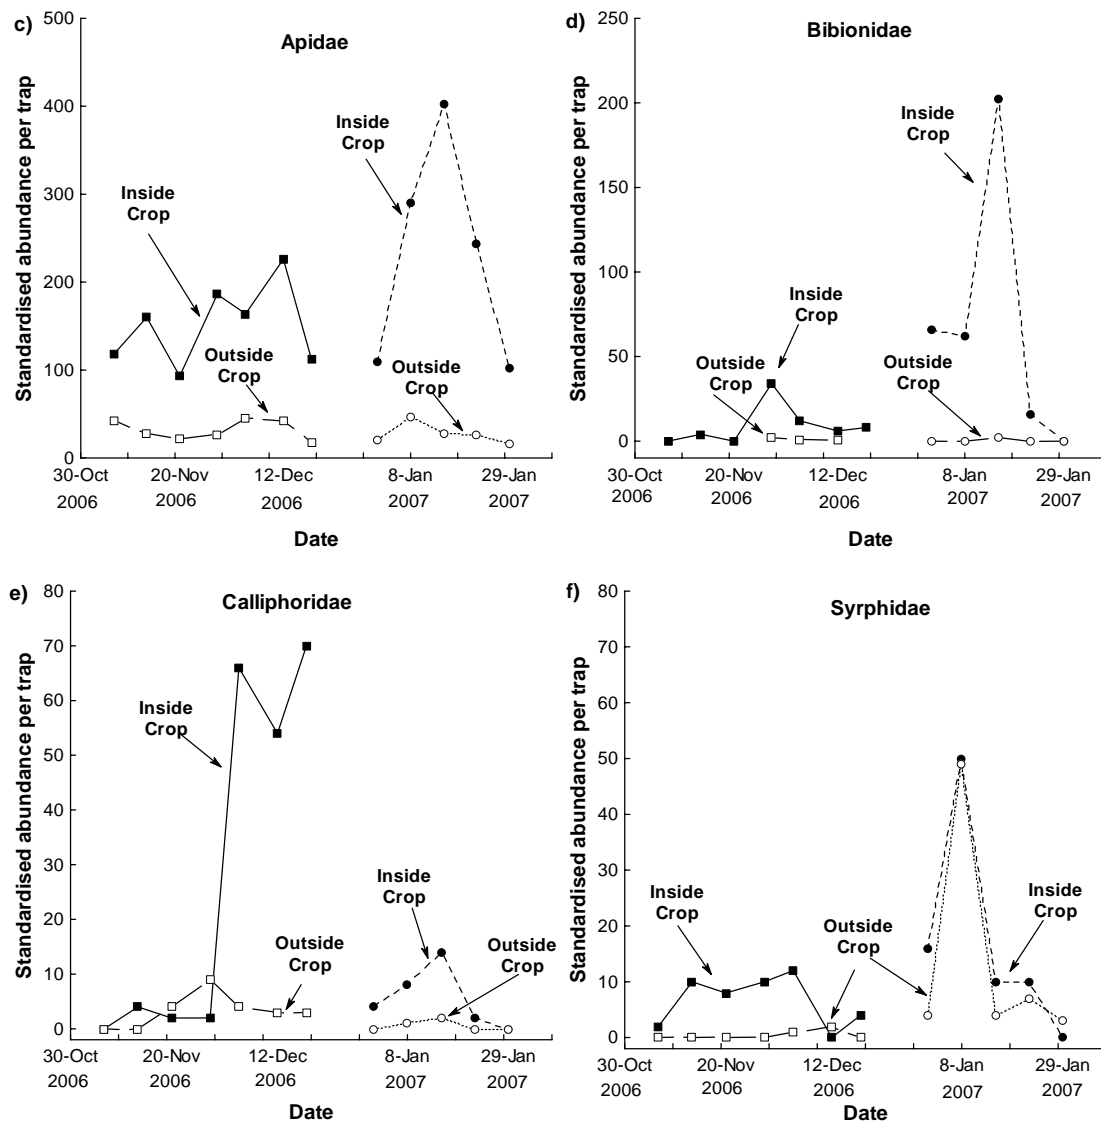 c)
Apidae
Standardised abundance per trap
500
400
300
200
100
0
Inside
Crop
Inside
Crop
Outside
Crop
Outside
Crop
30-Oct
2006
20-Nov
2006
12-Dec
2006
8-Jan
2007
29-Jan
2007
Date
d)
Bibionidae
Standardised abundance per trap
250
200
150
100
50
0
Inside
Crop
Inside
Crop
Outside
Crop
Outside
Crop
30-Oct
2006
20-Nov
2006
12-Dec
2006
8-Jan
2007
29-Jan
2007
Date
e)
Calliphoridae
Standardised abundance per trap
80
70
60
50
40
30
20
10
0
Inside
Crop
Inside
Crop
Outside
Crop
Outside
Crop
30-Oct
2006
20-Nov
2006
12-Dec
2006
8-Jan
2007
29-Jan
2007
Date
f)
Syrphidae
Standardised abundance per trap
80
70
60
50
40
30
20
10
0
Inside
Crop
Outside
Crop
Inside
Crop
30-Oct
2006
20-Nov
2006
12-Dec
2006
8-Jan
2007
29-Jan
2007
Date